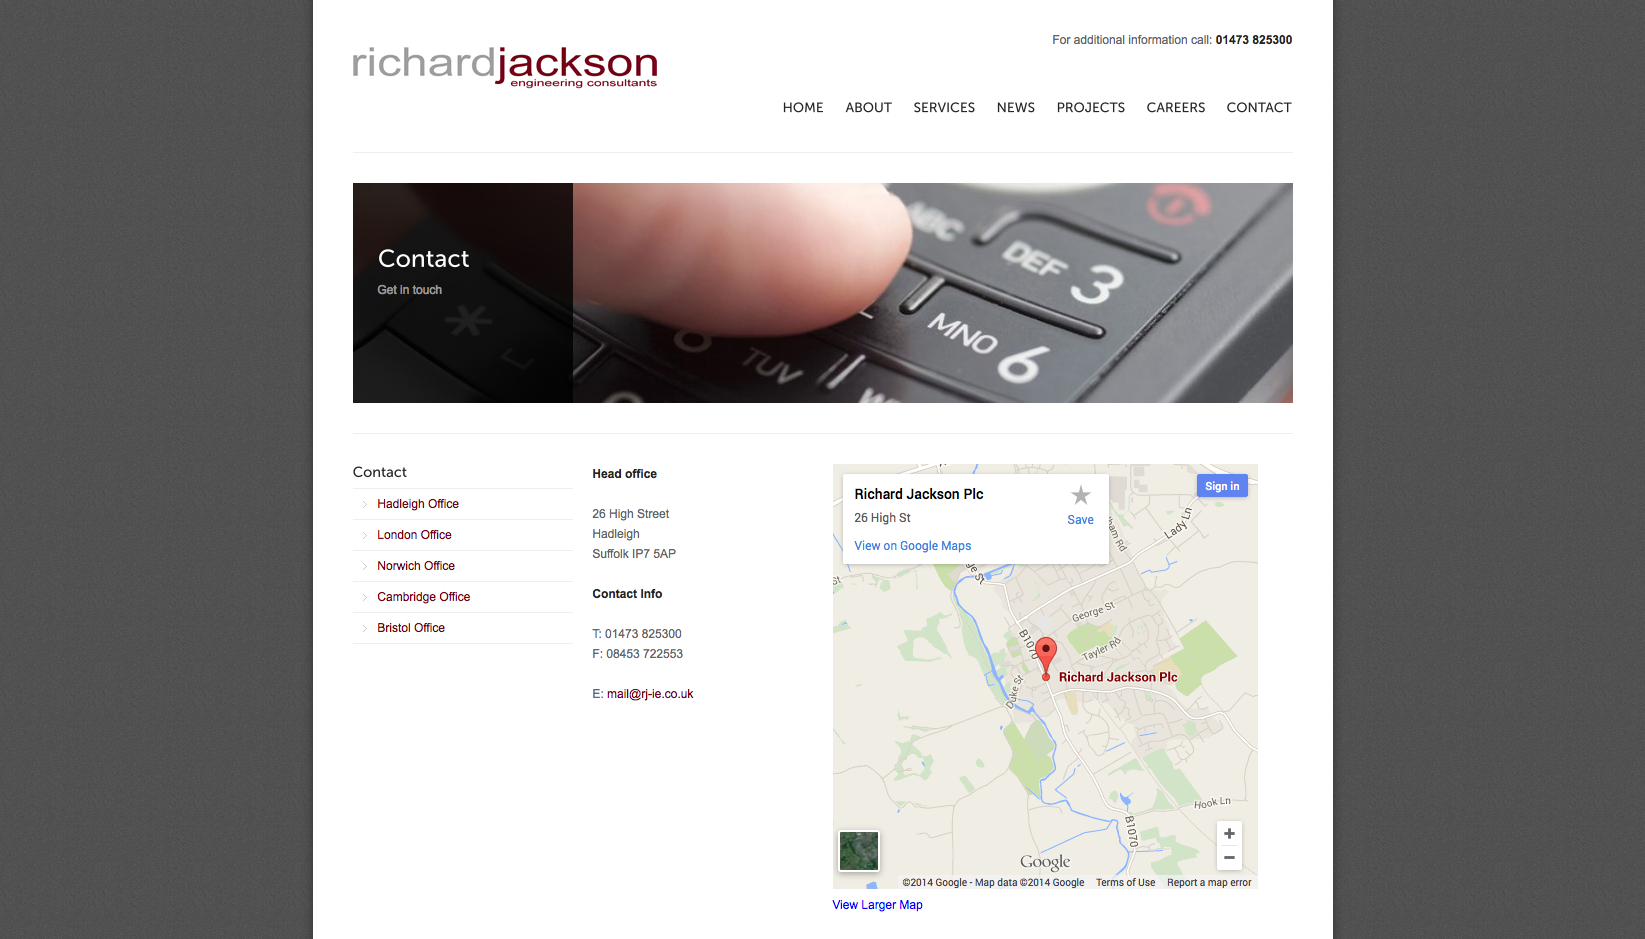 For additional information call: 01473 825300
richardjackson
engineering consultants
HOME ABOUT SERVICES NEWS PROJECTS CAREERS CONTACT
Contact
Get in touch
ABC
DEF 3
MNO 6
TUV
8
*
Contact
Hadleigh Office
London Office
Norwich Office
Cambridge Office
Bristol Office
Head office
26 High Street
Hadleigh
Suffolk IP7 5AP
Contact Info
T: 01473 825300
F: 08453 722553
E: mail@rj-ie.co.uk
Richard Jackson Plc
26 High St
View on Google Maps
Save
Sign in
Lady Ln
George St
B1070
Tayler Rd
Duke St
Richard Jackson Plc
Hook Ln
B1070
+
−
Google
©2014 Google - Map data ©2014 Google Terms of Use Report a map error
View Larger Map